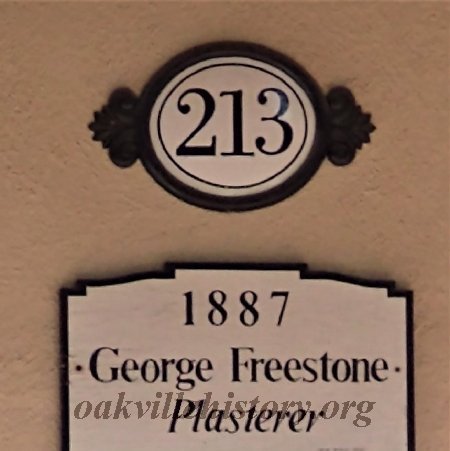 213
1887
·George Freestone·
Plasterer
oakvillehistory.org